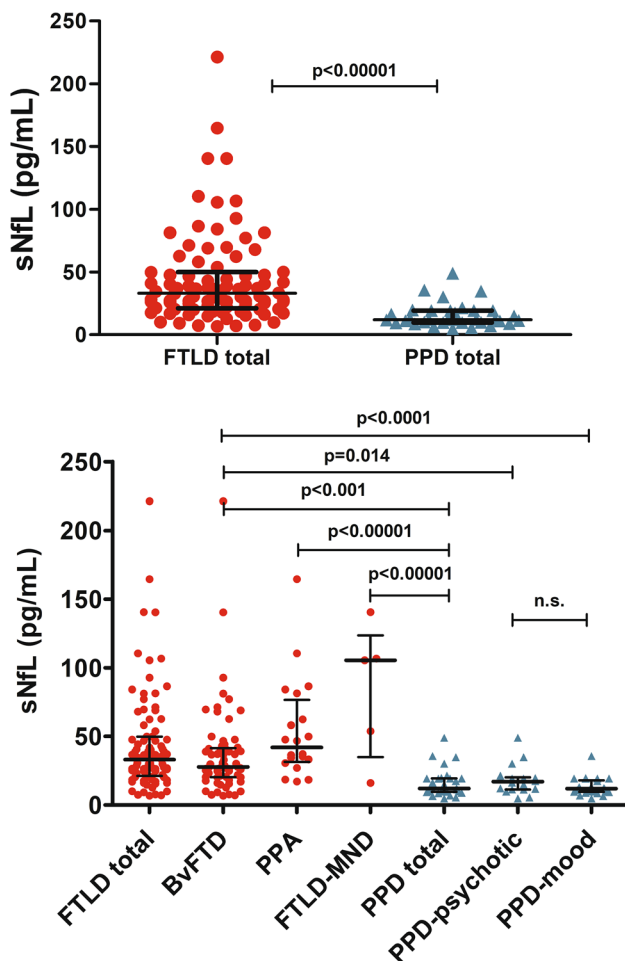 250
200
150
100
50
0
sNfL (pg/mL)
p<0.00001
FTLD total
PPD total
p<0.0001
p=0.014
p<0.001
p<0.00001
p<0.00001
n.s.
250
200
150
100
50
0
sNfL (pg/mL)
FTLD total
BvFTD
PPA
FTLD-MND
PPD total
PPD-psychotic
PPD-mood